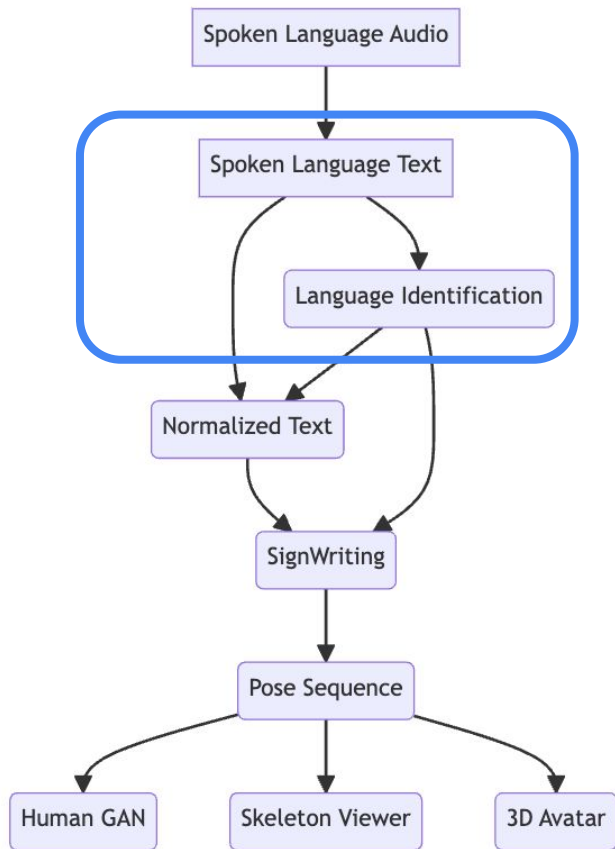 Spoken Language Audio
Spoken Language Text
Language Identification
Normalized Text
SignWriting
Pose Sequence
Human GAN
Skeleton Viewer
3D Avatar